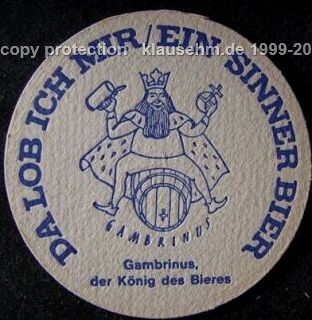 copy protection klausehm.de 1999-20
DA LOB ICH MIR / EIN SINNER BIER
GAMBRINUS
Gambrinus,
der König des Bieres